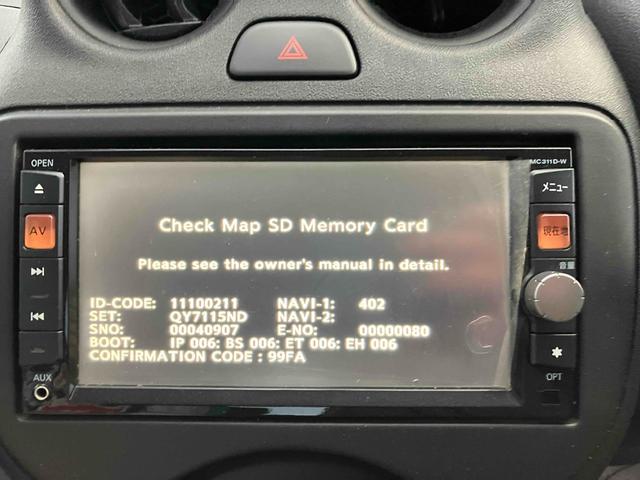 OPEN
MC311D-W
AV
AUX
メニュー
現在地
音量
OPT
Check Map SD Memory Card
Please see the owner's manual in detail.
ID-CODE: 11100211 NAVI-1: 402
SET: QY7115ND NAVI-2:
SNO: 00040907 E-NO: 00000080
BOOT: IP 006: BS 006: ET 006: EH 006
CONFIRMATION CODE : 99FA